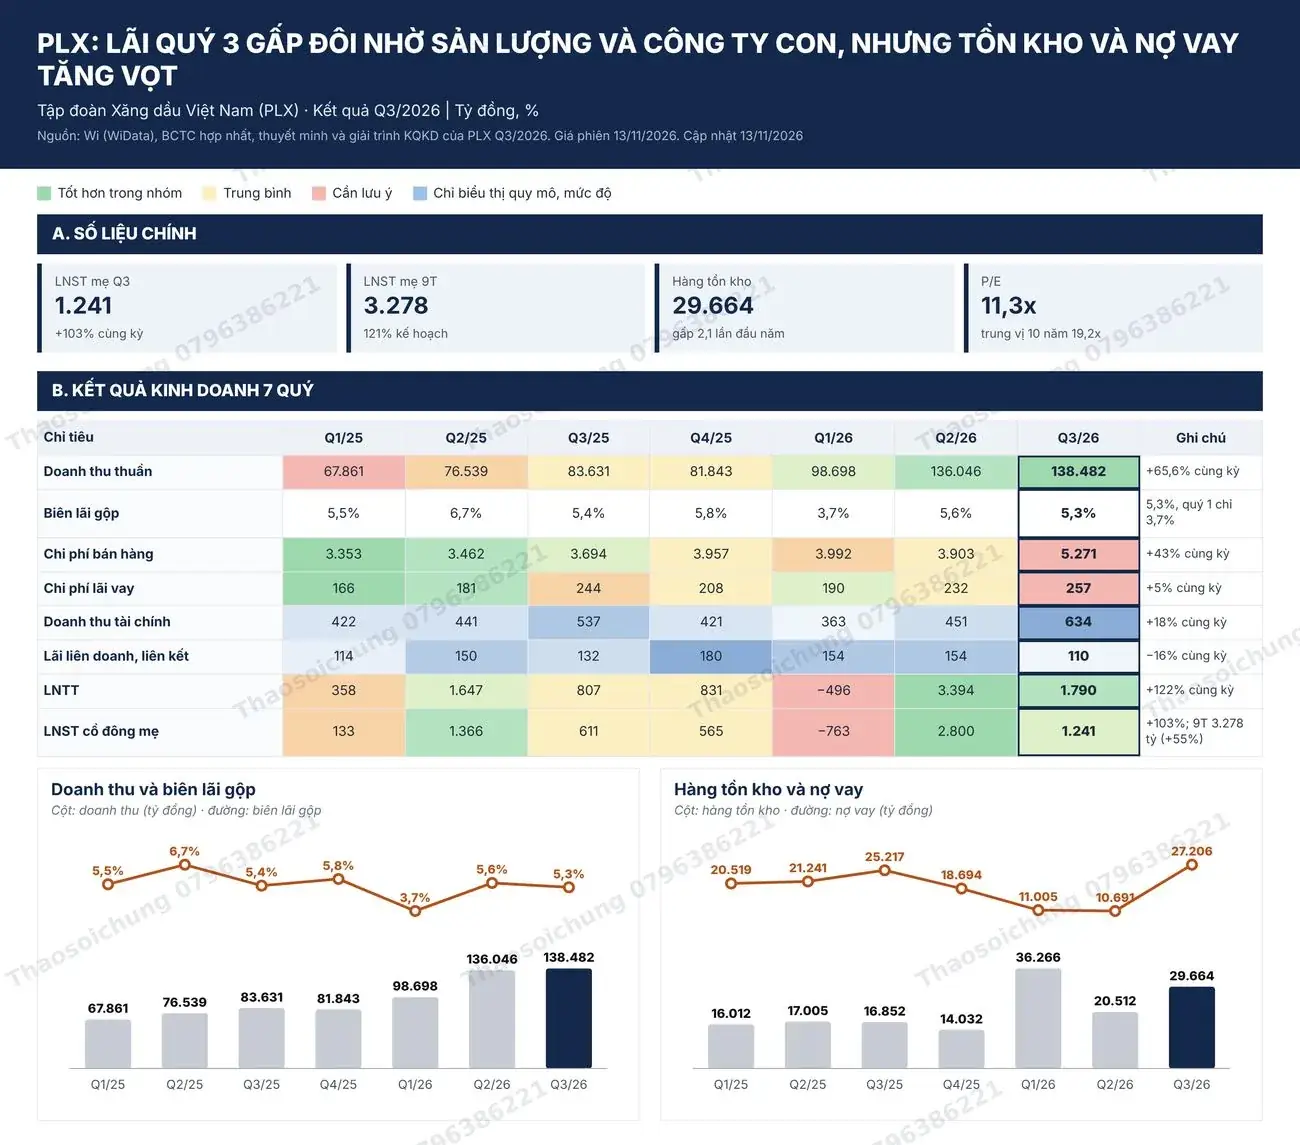 PLX: LÃI QUÝ 3 GẤP ĐÔI NHỜ SẢN LƯỢNG VÀ CÔNG TY CON, NHƯNG TỒN KHO VÀ NỢ VAY
TĂNG VỌT
Tập đoàn Xăng dầu Việt Nam (PLX) · Kết quả Q3/2026 | Tỷ đồng, %
Nguồn: Wi (WiData), BCTC hợp nhất, thuyết minh và giải trình KQKD của PLX Q3/2026. Giá phiên 13/11/2026. Cập nhật 13/11/2026
Tốt hơn trong nhóm Trung bình Cần lưu ý Chỉ biểu thị quy mô, mức độ
A. SỐ LIỆU CHÍNH
LNST mẹ Q3 LNST mẹ 9T Hàng tồn kho P/E
1.241 3.278 29.664 11,3x
+103% cùng kỳ 121% kế hoạch gấp 2,1 lần đầu năm trung vị 10 năm 19,2x
B. KẾT QUẢ KINH DOANH 7 QUÝ
Chỉ tiêu Q1/25 Q2/25 Q3/25 Q4/25 Q1/26 Q2/26 Q3/26 Ghi chú
Doanh thu thuần 67.861 76.539 83.631 81.843 98.698 136.046 138.482 +65,6% cùng kỳ
Biên lãi gộp 5,5% 6,7% 5,4% 5,8% 3,7% 5,6% 5,3% 5,3%, quý 1 chỉ
3,7%
Chi phí bán hàng 3.353 3.462 3.694 3.957 3.992 3.903 5.271 +43% cùng kỳ
Chi phí lãi vay 166 181 244 208 190 232 257 +5% cùng kỳ
Doanh thu tài chính 422 441 537 421 363 451 634 +18% cùng kỳ
Lãi liên doanh, liên kết 114 150 132 180 154 154 110 −16% cùng kỳ
LNTT 358 1.647 807 831 −496 3.394 1.790 +122% cùng kỳ
LNST cổ đông mẹ 133 1.366 611 565 −763 2.800 1.241 +103%; 9T 3.278
tỷ (+55%)
Doanh thu và biên lãi gộp
Cột: doanh thu (tỷ đồng) · đường: biên lãi gộp
5,5% 6,7% 5,4% 5,8% 3,7% 5,6% 5,3%
67.861 76.539 83.631 81.843 98.698 136.046 138.482
Q1/25 Q2/25 Q3/25 Q4/25 Q1/26 Q2/26 Q3/26
Hàng tồn kho và nợ vay
Cột: hàng tồn kho · đường: nợ vay (tỷ đồng)
20.519 21.241 25.217 18.694 11.005 10.691 27.206
16.012 17.005 16.852 14.032 36.266 20.512 29.664
Q1/25 Q2/25 Q3/25 Q4/25 Q1/26 Q2/26 Q3/26
Thaosoichung 0796386221